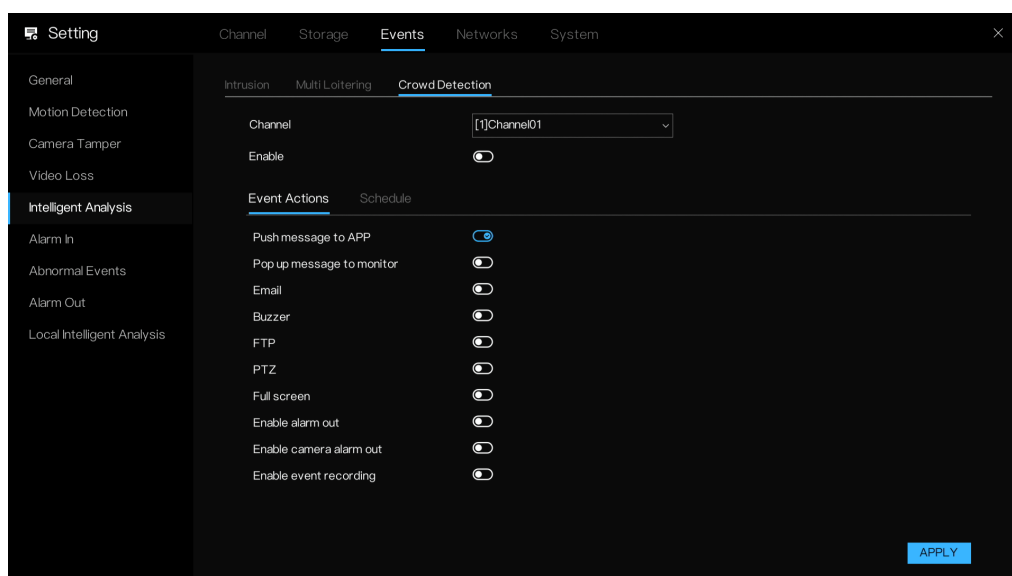 Setting Channel Storage Events Networks System
General
Motion Detection
Camera Tamper
Video Loss
Intelligent Analysis
Alarm In
Abnormal Events
Alarm Out
Local Intelligent Analysis
Intrusion Multi Loitering Crowd Detection
Channel [1]Channel01
Enable
Event Actions Schedule
Push message to APP
Pop up message to monitor
Email
Buzzer
FTP
PTZ
Full screen
Enable alarm out
Enable camera alarm out
Enable event recording
APPLY